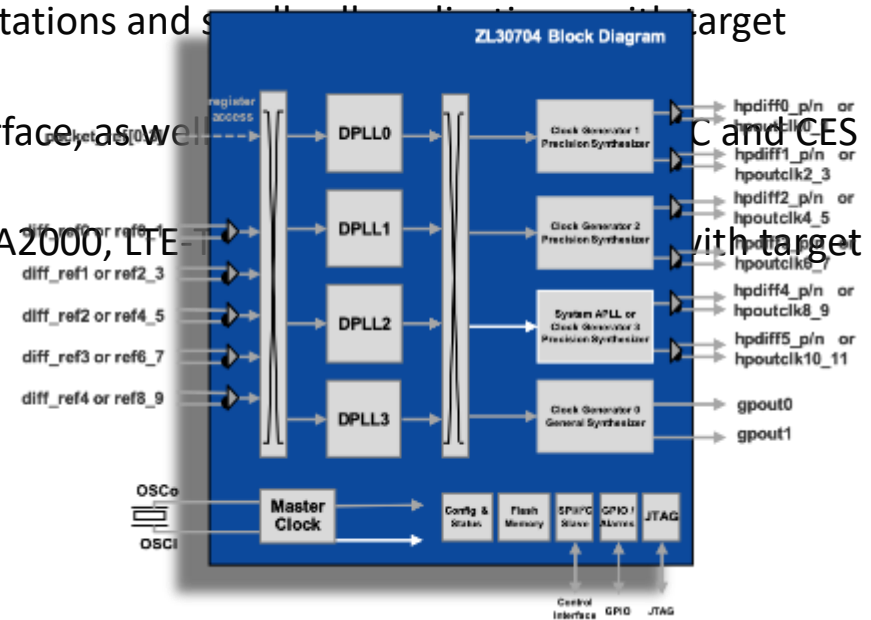 tations and
target
ZL30704 Block Diagram
rface, as well
C and CES
A2000, LTE-T
with target
register
access
diff_ref1 or ref2_3
diff_ref2 or ref4_5
diff_ref3 or ref6_7
diff_ref4 or ref8_9
DPLL0
DPLL1
DPLL2
DPLL3
Clock Generator 1
Precision Synthesizer
Clock Generator 2
Precision Synthesizer
System APLL or
Clock Generator 3
Precision Synthesizer
Clock Generator 0
General Synthesizer
hpdiff0_p/n or
hpdiff1_p/n or
hpoutclk2_3
hpdiff2_p/n or
hpoutclk4_5
hpoutclk6_7
hpdiff4_p/n or
hpoutclk8_9
hpdiff5_p/n or
hpoutclk10_11
gpout0
gpout1
OSCo
OSCI
Master
Clock
Config &
Status
Flash
Memory
SPI/I²C
Slave
GPIO /
Alarms
JTAG
Control
Interface
GPIO
JTAG